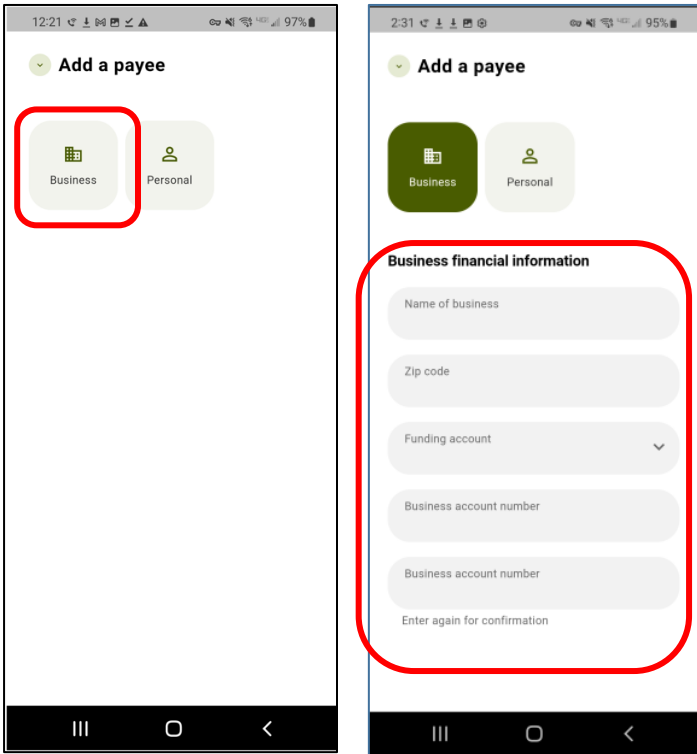 12:21
97%
Add a payee
Business
Personal
2:31
95%
Add a payee
Business
Personal
Business financial information
Name of business
Zip code
Funding account
Business account number
Business account number
Enter again for confirmation